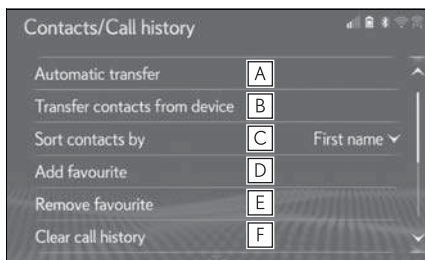 Contacts/Call history
Automatic transfer A
Transfer contacts from device B
Sort contacts by C First name
Add favourite D
Remove favourite E
Clear call history F